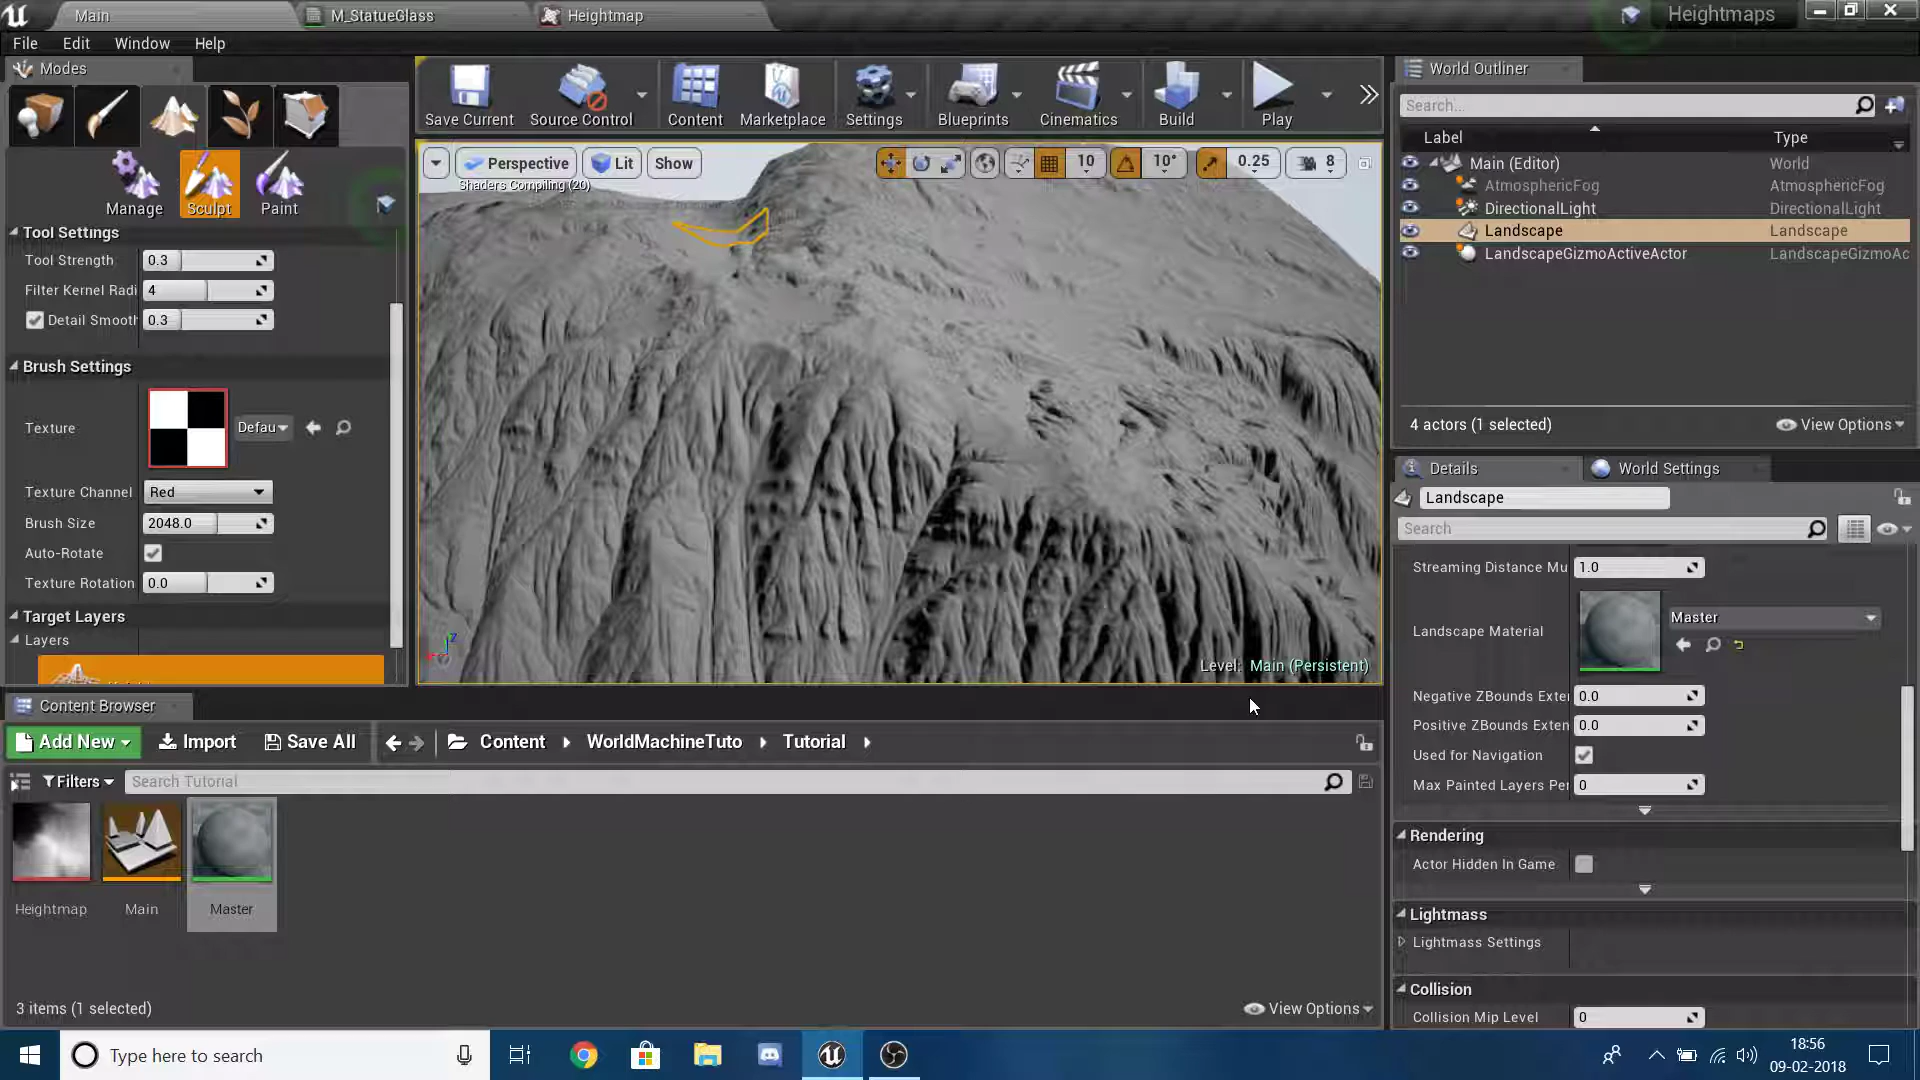 Main
M_StatueGlass
Heightmap
Heightmaps
File
Edit
Window
Help
Modes
Manage
Sculpt
Paint
Tool Settings
Tool Strength
0.3
Filter Kernel Radi
4
Detail Smooth
0.3
Brush Settings
Texture
Defau
Texture Channel
Red
Brush Size
2048.0
Auto-Rotate
Texture Rotation
0.0
Target Layers
Layers
Save Current
Source Control
Content
Marketplace
Settings
Blueprints
Cinematics
Build
Play
Perspective
Lit
Show
10
10°
0.25
8
Shaders Compiling (20)
Level: Main (Persistent)
World Outliner
Search...
Label
Type
Main (Editor)
World
AtmosphericFog
AtmosphericFog
DirectionalLight
DirectionalLight
Landscape
Landscape
LandscapeGizmoActiveActor
LandscapeGizmoAc
4 actors (1 selected)
View Options
Details
World Settings
Landscape
Search
Streaming Distance Mu
1.0
Landscape Material
Master
Negative ZBounds Exter
0.0
Positive ZBounds Exten
0.0
Used for Navigation
Max Painted Layers Per
0
Rendering
Actor Hidden In Game
Lightmass
Lightmass Settings
Collision
Collision Mip Level
0
Content Browser
Add New
Import
Save All
Content
WorldMachineTuto
Tutorial
Filters
Search Tutorial
Heightmap
Main
Master
3 items (1 selected)
View Options
Type here to search
18:56
09-02-2018